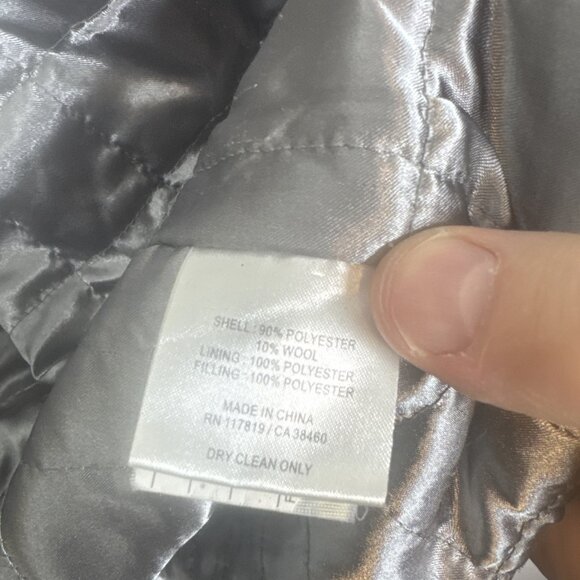 SHELL: 90% POLYESTER
10% WOOL
LINING: 100% POLYESTER
FILLING: 100% POLYESTER
MADE IN CHINA
RN 117819 / CA 38460
DRY CLEAN ONLY